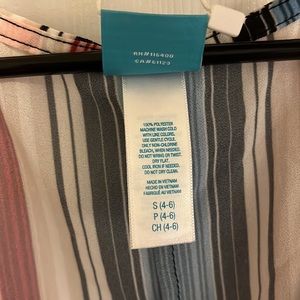 RN#116409
CA#61123
100% POLYESTER
MACHINE WASH COLD
WITH LIKE COLORS.
USE GENTLE CYCLE.
ONLY NON-CHLORINE
BLEACH, WHEN NEEDED.
DO NOT WRING OR TWIST.
DRY FLAT.
COOL IRON IF NEEDED.
DO NOT DRY CLEAN.
MADE IN VIETNAM
HECHO EN VIETNAM
FABRIQUÉ AU VIETNAM
S (4-6)
P (4-6)
CH (4-6)